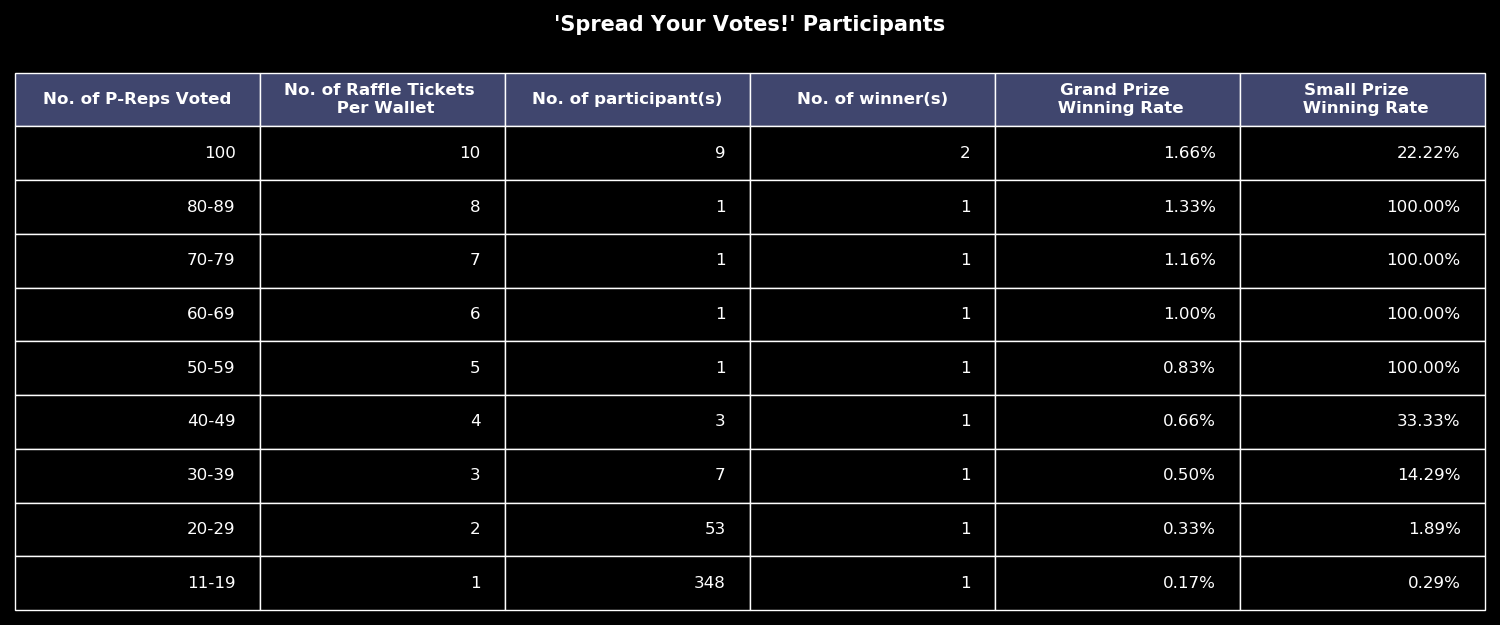 'Spread Your Votes!' Participants
No. of P-Reps Voted No. of Raffle Tickets Per Wallet No. of participant(s) No. of winner(s) Grand Prize Winning Rate Small Prize Winning Rate
100 10 9 2 1.66% 22.22%
80-89 8 1 1 1.33% 100.00%
70-79 7 1 1 1.16% 100.00%
60-69 6 1 1 1.00% 100.00%
50-59 5 1 1 0.83% 100.00%
40-49 4 3 1 0.66% 33.33%
30-39 3 7 1 0.50% 14.29%
20-29 2 53 1 0.33% 1.89%
11-19 1 348 1 0.17% 0.29%